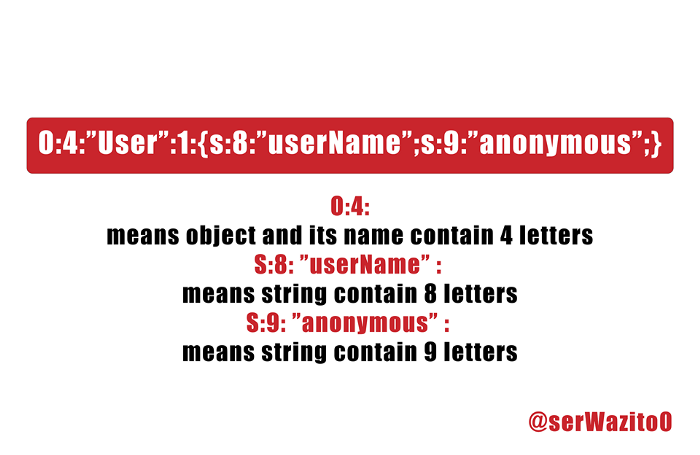 O:4:”User”:1:{s:8:”userName”;s:9:”anonymous”;}
O:4:
means object and its name contain 4 letters
S:8: ”userName” :
means string contain 8 letters
S:9: ”anonymous” :
means string contain 9 letters
@serWazito0